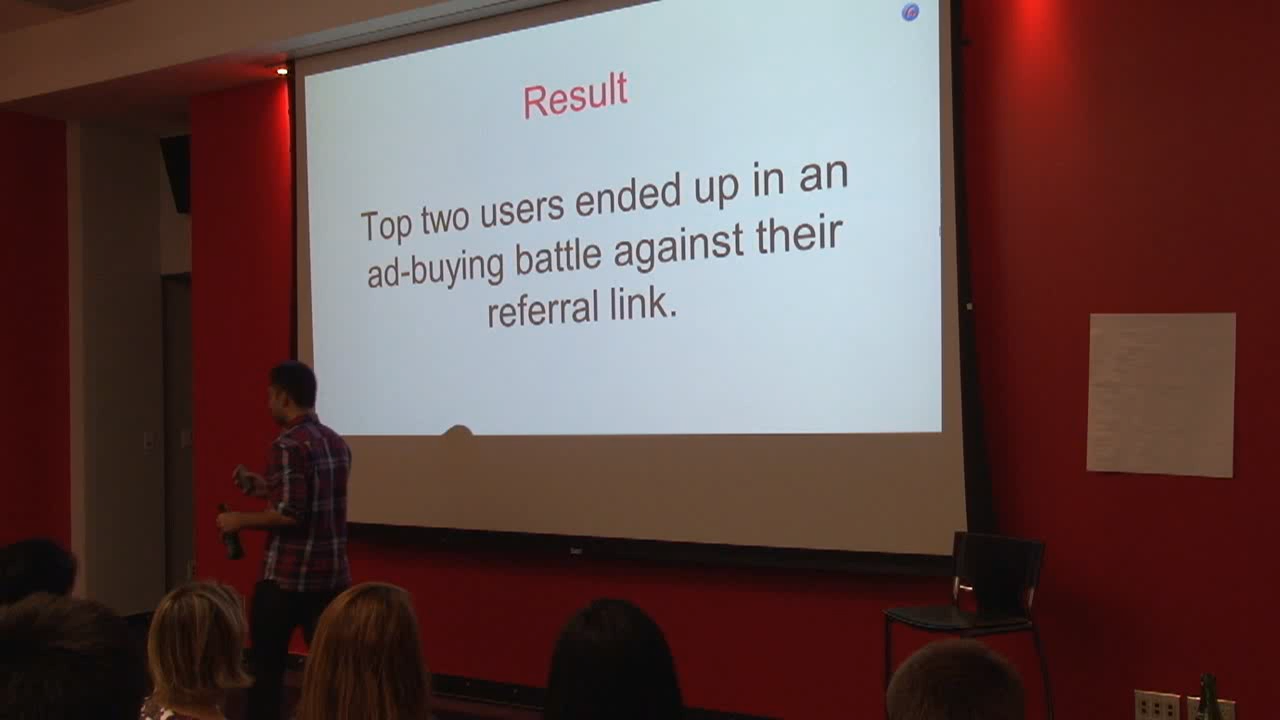 Result
Top two users ended up in an
ad-buying battle against their
referral link.